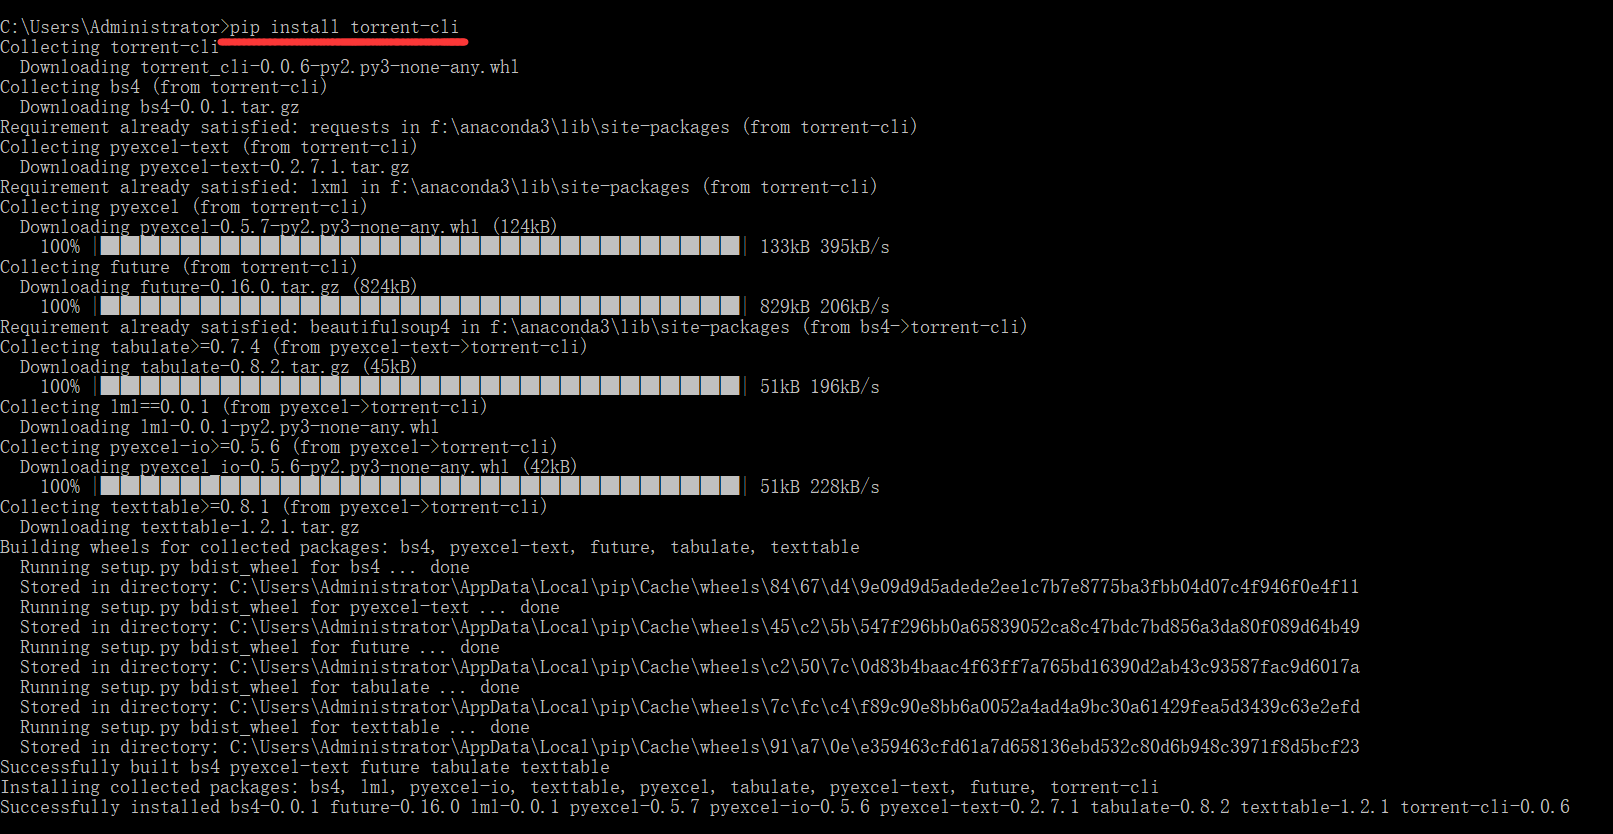 C:\Users\Administrator>pip install torrent-cli
Collecting torrent-cli
  Downloading torrent_cli-0.0.6-py2.py3-none-any.whl
Collecting bs4 (from torrent-cli)
  Downloading bs4-0.0.1.tar.gz
Requirement already satisfied: requests in f:\anaconda3\lib\site-packages (from torrent-cli)
Collecting pyexcel-text (from torrent-cli)
  Downloading pyexcel-text-0.2.7.1.tar.gz
Requirement already satisfied: lxml in f:\anaconda3\lib\site-packages (from torrent-cli)
Collecting pyexcel (from torrent-cli)
  Downloading pyexcel-0.5.7-py2.py3-none-any.whl (124kB)
    100% |████████████████████████████████| 133kB 395kB/s
Collecting future (from torrent-cli)
  Downloading future-0.16.0.tar.gz (824kB)
    100% |████████████████████████████████| 829kB 206kB/s
Requirement already satisfied: beautifulsoup4 in f:\anaconda3\lib\site-packages (from bs4->torrent-cli)
Collecting tabulate>=0.7.4 (from pyexcel-text->torrent-cli)
  Downloading tabulate-0.8.2.tar.gz (45kB)
    100% |████████████████████████████████| 51kB 196kB/s
Collecting lml==0.0.1 (from pyexcel->torrent-cli)
  Downloading lml-0.0.1-py2.py3-none-any.whl
Collecting pyexcel-io>=0.5.6 (from pyexcel->torrent-cli)
  Downloading pyexcel_io-0.5.6-py2.py3-none-any.whl (42kB)
    100% |████████████████████████████████| 51kB 228kB/s
Collecting texttable>=0.8.1 (from pyexcel->torrent-cli)
  Downloading texttable-1.2.1.tar.gz
Building wheels for collected packages: bs4, pyexcel-text, future, tabulate, texttable
  Running setup.py bdist_wheel for bs4 ... done
  Stored in directory: C:\Users\Administrator\AppData\Local\pip\Cache\wheels\84\67\d4\9e09d9d5adede2ee1c7b7e8775ba3fbb04d07c4f946f0e4f11
  Running setup.py bdist_wheel for pyexcel-text ... done
  Stored in directory: C:\Users\Administrator\AppData\Local\pip\Cache\wheels\45\c2\5b\547f296bb0a65839052ca8c47bdc7bd856a3da80f089d64b49
  Running setup.py bdist_wheel for future ... done
  Stored in directory: C:\Users\Administrator\AppData\Local\pip\Cache\wheels\c2\50\7c\0d83b4baac4f63ff7a765bd16390d2ab43c93587fac9d6017a
  Running setup.py bdist_wheel for tabulate ... done
  Stored in directory: C:\Users\Administrator\AppData\Local\pip\Cache\wheels\7c\fc\c4\f89c90e8bb6a0052a4ad4a9bc30a61429fea5d3439c63e2efd
  Running setup.py bdist_wheel for texttable ... done
  Stored in directory: C:\Users\Administrator\AppData\Local\pip\Cache\wheels\91\a7\0e\e359463cfd61a7d658136ebd532c80d6b948c3971f8d5bcf23
Successfully built bs4 pyexcel-text future tabulate texttable
Installing collected packages: bs4, lml, pyexcel-io, texttable, pyexcel, tabulate, pyexcel-text, future, torrent-cli
Successfully installed bs4-0.0.1 future-0.16.0 lml-0.0.1 pyexcel-0.5.7 pyexcel-io-0.5.6 pyexcel-text-0.2.7.1 tabulate-0.8.2 texttable-1.2.1 torrent-cli-0.0.6